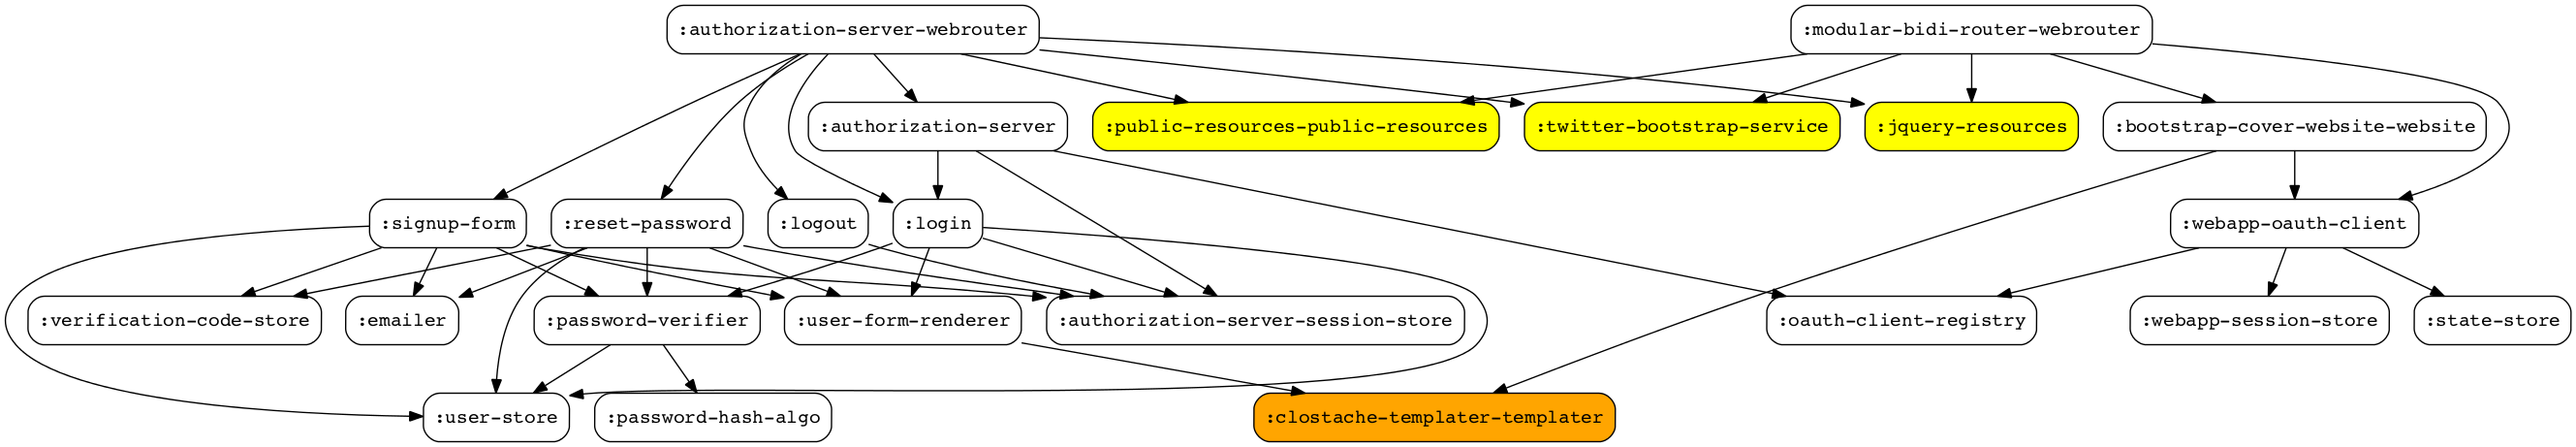 :authorization-server-webrouter
:modular-bidi-router-webrouter
:authorization-server
:public-resources-public-resources
:twitter-bootstrap-service
:jquery-resources
:bootstrap-cover-website-website
:signup-form
:reset-password
:logout
:login
:webapp-oauth-client
:verification-code-store
:emailer
:password-verifier
:user-form-renderer
:authorization-server-session-store
:oauth-client-registry
:webapp-session-store
:state-store
:user-store
:password-hash-algo
:clostache-templater-templater